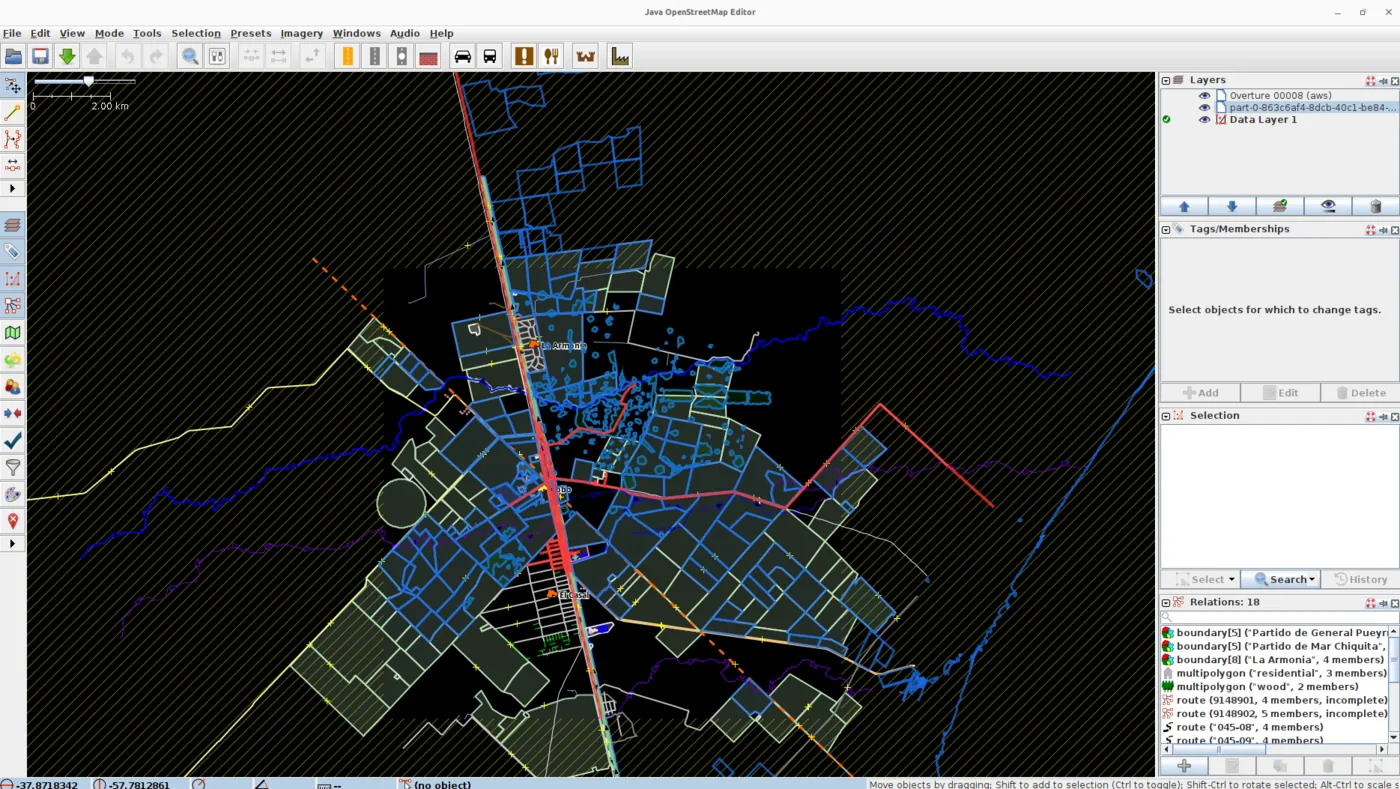 Java OpenStreetMap Editor
File Edit View Mode Tools Selection Presets Imagery Windows Audio Help
0 2.00 km
Layers
Overture 00008 (aws)
part-0-863c6af4-8dcb-40c1-be84-...
Data Layer 1
Tags/Memberships
Select objects for which to change tags.
Add Edit Delete
Selection
Select Search History
Relations: 18
boundary[5] ("Partido de General Pueyr
boundary[5] ("Partido de Mar Chiquita",
boundary[8] ("La Armonia", 4 members)
multipolygon ("residential", 3 members)
multipolygon ("wood", 2 members)
route (9148901, 4 members, incomplete)
route (9148902, 5 members, incomplete)
route ("045-08", 4 members)
route ("045-09", 4 members)
La Armonia
-37.8718342 -57.7812861 -- (no object) Move objects by dragging; Shift to add to selection (Ctrl to toggle); Shift-Ctrl to rotate selected; Alt-Ctrl to scale s